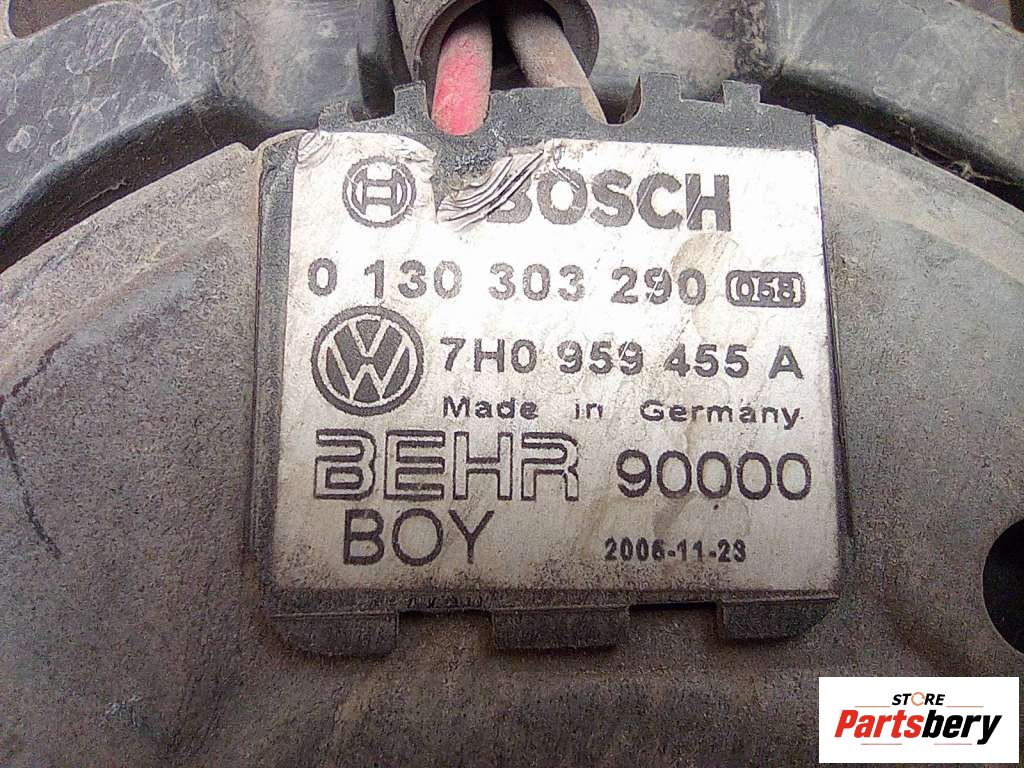 BOSCH
0 130 303 290 058
7H0 959 455 A
Made in Germany
BEHR 90000
BOY 2006-11-23
STORE
Partsbery